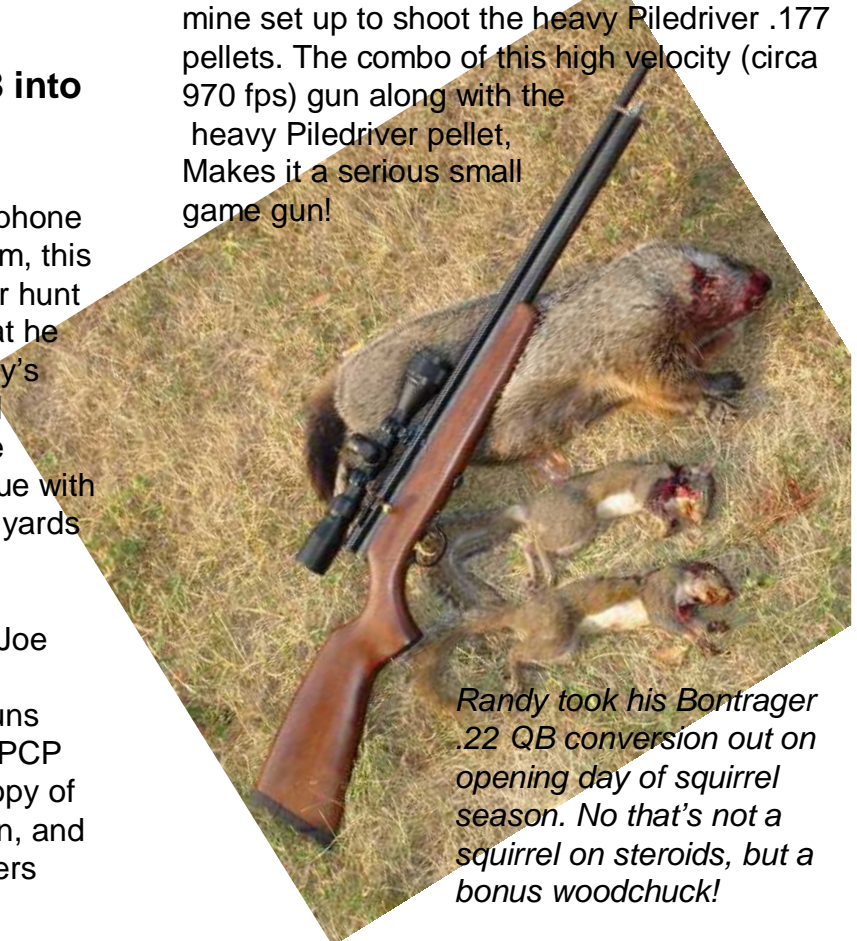 into
phone
m, this
r hunt
at he
y's
e
ue with
yards
Joe
uns
PCP
opy of
n, and
ers
mine set up to shoot the heavy Piledriver .177
pellets. The combo of this high velocity (circa
970 fps) gun along with the
heavy Piledriver pellet,
Makes it a serious small
game gun!
Randy took his Bontrager
.22 QB conversion out on
opening day of squirrel
season. No that's not a
squirrel on steroids, but a
bonus woodchuck!